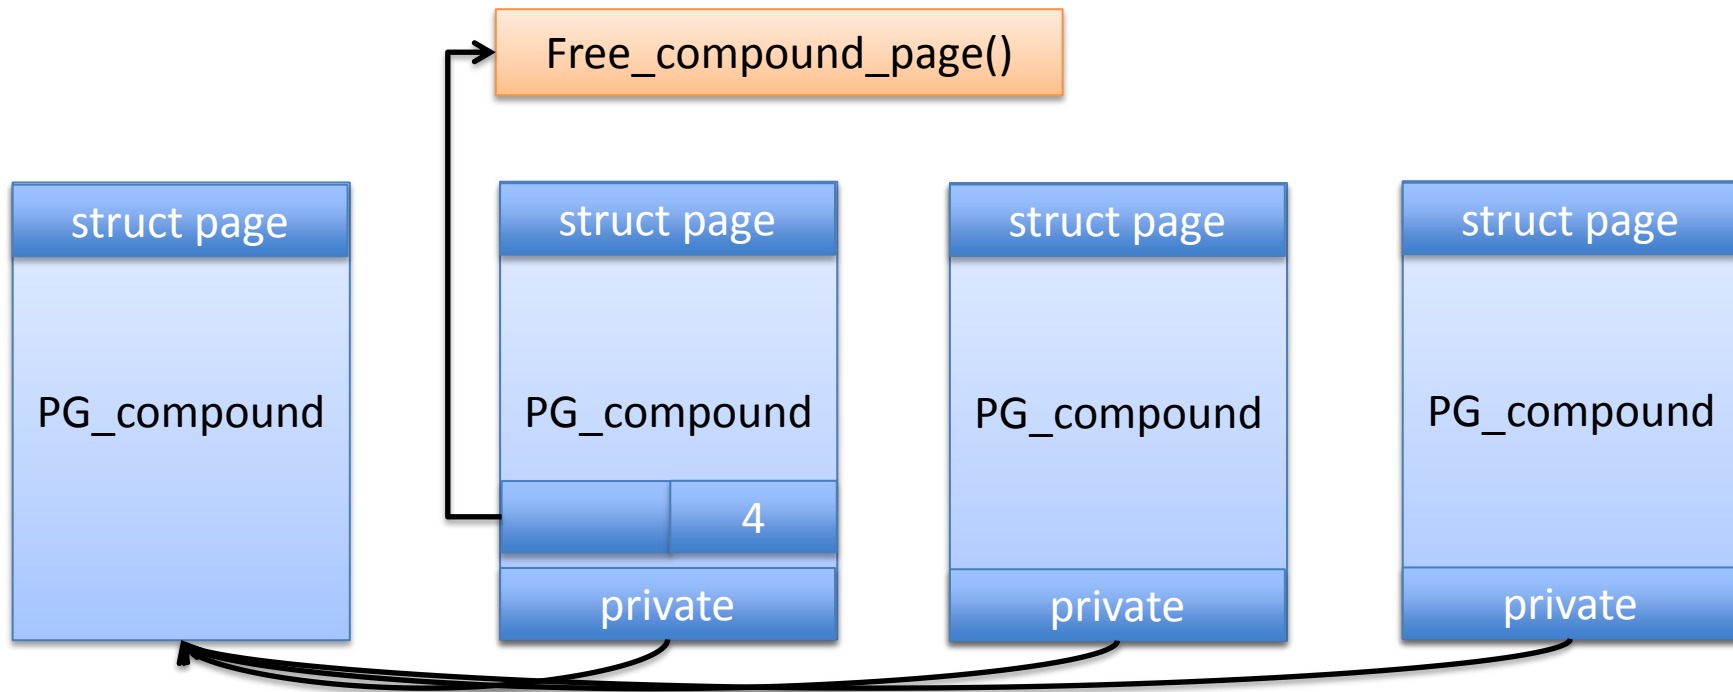 Free_compound_page()
struct page
struct page
struct page
struct page
PG_compound
PG_compound
PG_compound
PG_compound
4
private
private
private